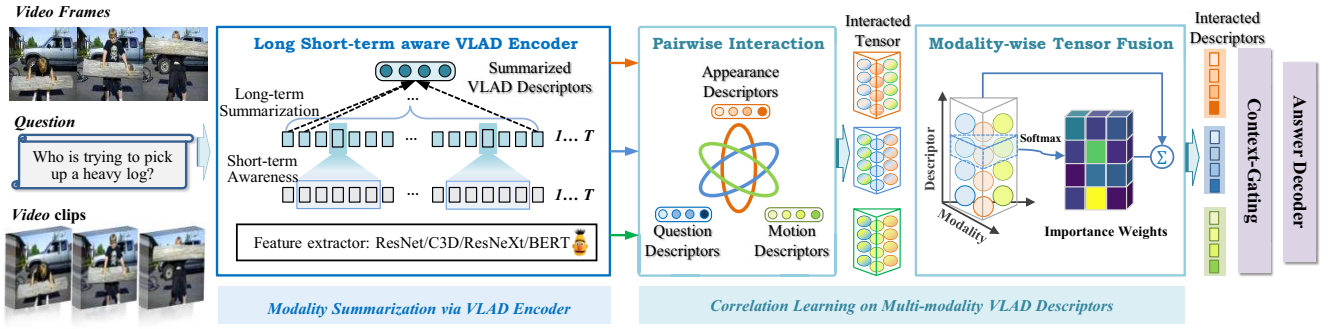 Video Frames
Question
Who is trying to pick
up a heavy log?
Video clips
Long Short-term aware VLAD Encoder
Summarized
VLAD Descriptors
Long-term
Summarization
...
... 1... T
Short-term
Awareness
... 1... T
Feature extractor: ResNet/C3D/ResNeXt/BERT
Modality Summarization via VLAD Encoder
Pairwise Interaction
Appearance
Descriptors
Question
Descriptors
Motion
Descriptors
Interacted
Tensor
Modality-wise Tensor Fusion
Descriptor
Modality
Softmax
Σ
Importance Weights
Correlation Learning on Multi-modality VLAD Descriptors
Interacted
Descriptors
Context-Gating
Answer Decoder